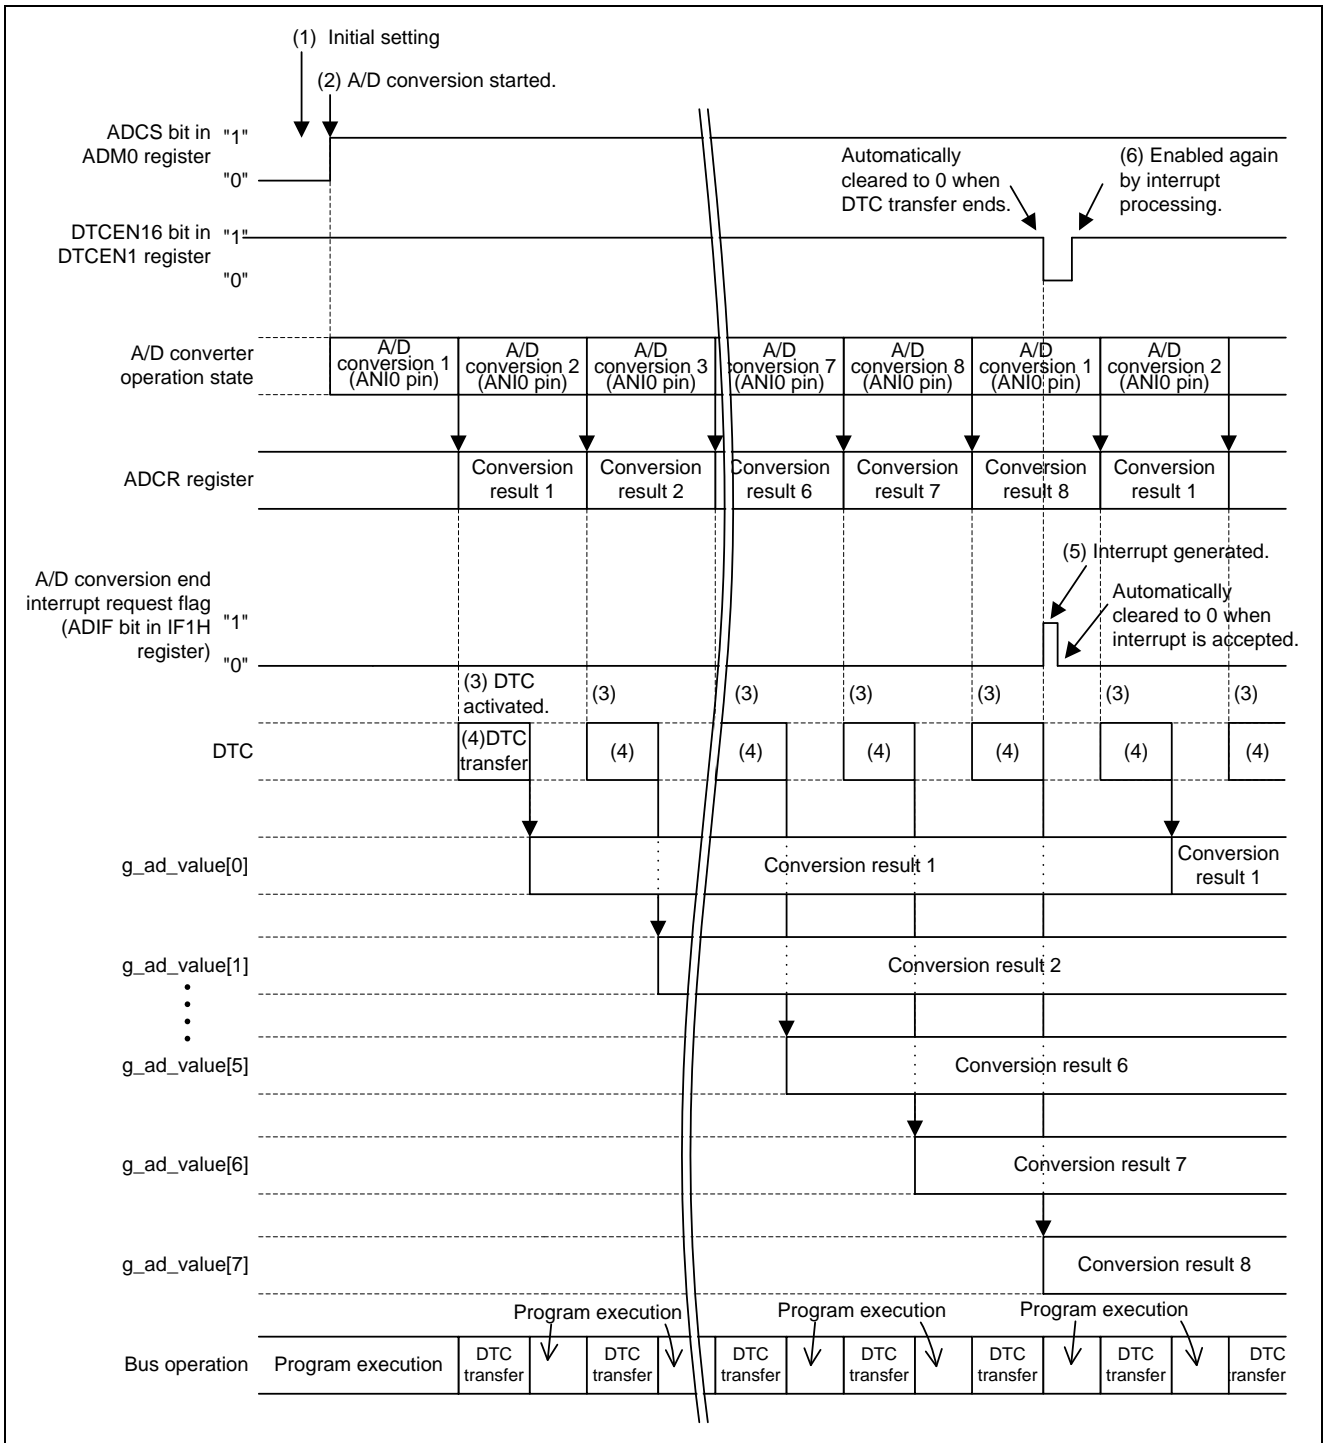 (1) Initial setting
(2) A/D conversion started.
ADCS bit in
ADM0 register
"1"
"0"
Automatically
cleared to 0 when
DTC transfer ends.
(6) Enabled again
by interrupt
processing.
DTCEN16 bit in
DTCEN1 register
"1"
"0"
A/D converter
operation state
A/D
conversion 1
(ANI0 pin)
A/D
conversion 2
(ANI0 pin)
A/D
conversion 3
(ANI0 pin)
A/D
conversion 7
(ANI0 pin)
A/D
conversion 8
(ANI0 pin)
A/D
conversion 1
(ANI0 pin)
A/D
conversion 2
(ANI0 pin)
ADCR register
Conversion
result 1
Conversion
result 2
Conversion
result 6
Conversion
result 7
Conversion
result 8
Conversion
result 1
(5) Interrupt generated.
Automatically
cleared to 0 when
interrupt is accepted.
A/D conversion end
interrupt request flag
(ADIF bit in IF1H
register)
"1"
"0"
(3) DTC
activated.
(3)
(3)
(3)
(3)
(3)
(3)
DTC
(4)DTC
transfer
(4)
(4)
(4)
(4)
(4)
(4)
g_ad_value[0]
Conversion result 1
Conversion
result 1
g_ad_value[1]
Conversion result 2
g_ad_value[5]
Conversion result 6
g_ad_value[6]
Conversion result 7
g_ad_value[7]
Conversion result 8
Program execution
Program execution
Program execution
Bus operation
Program execution
DTC
transfer
DTC
transfer
DTC
transfer
DTC
transfer
DTC
transfer
DTC
transfer
DTC
transfer